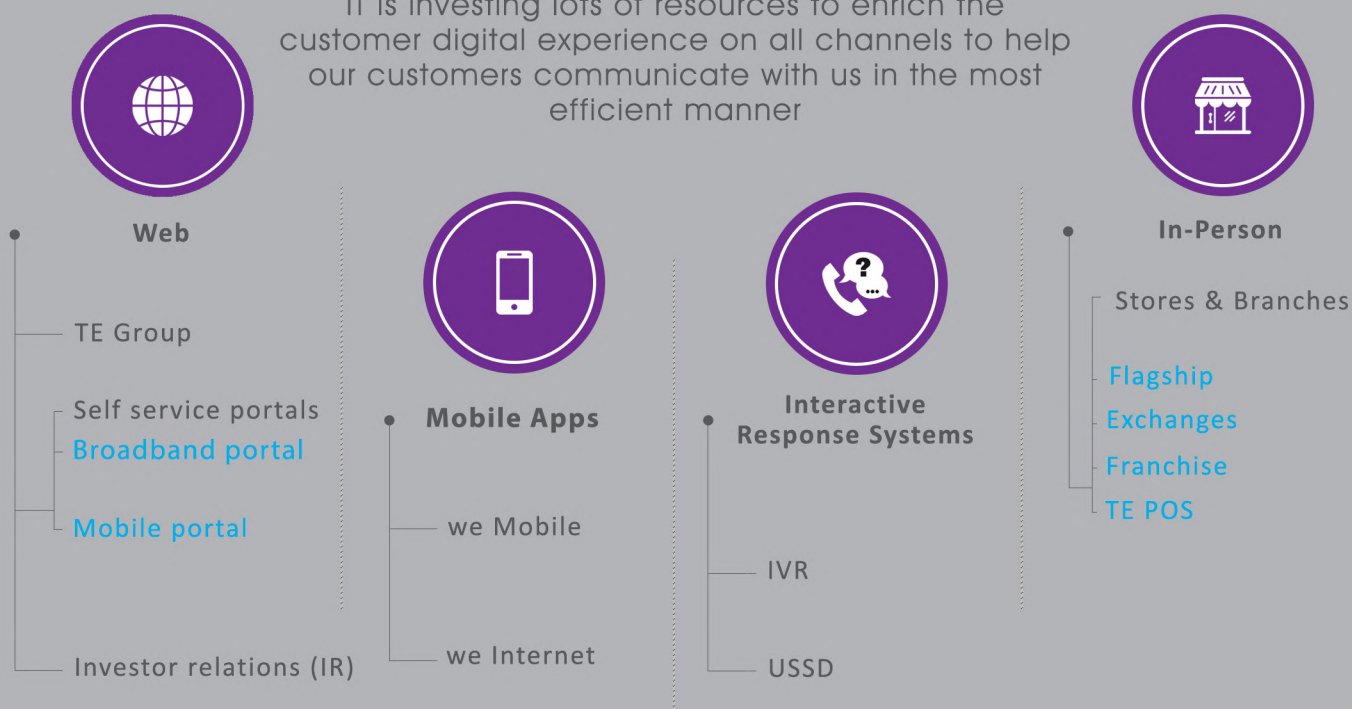 IT is investing lots of resources to enrich the
customer digital experience on all channels to help
our customers communicate with us in the most
efficient manner
Web
TE Group
Self service portals
Broadband portal
Mobile portal
Investor relations (IR)
Mobile Apps
we Mobile
we Internet
?
...
Interactive
Response Systems
IVR
USSD
In-Person
Stores & Branches
Flagship
Exchanges
Franchise
TE POS